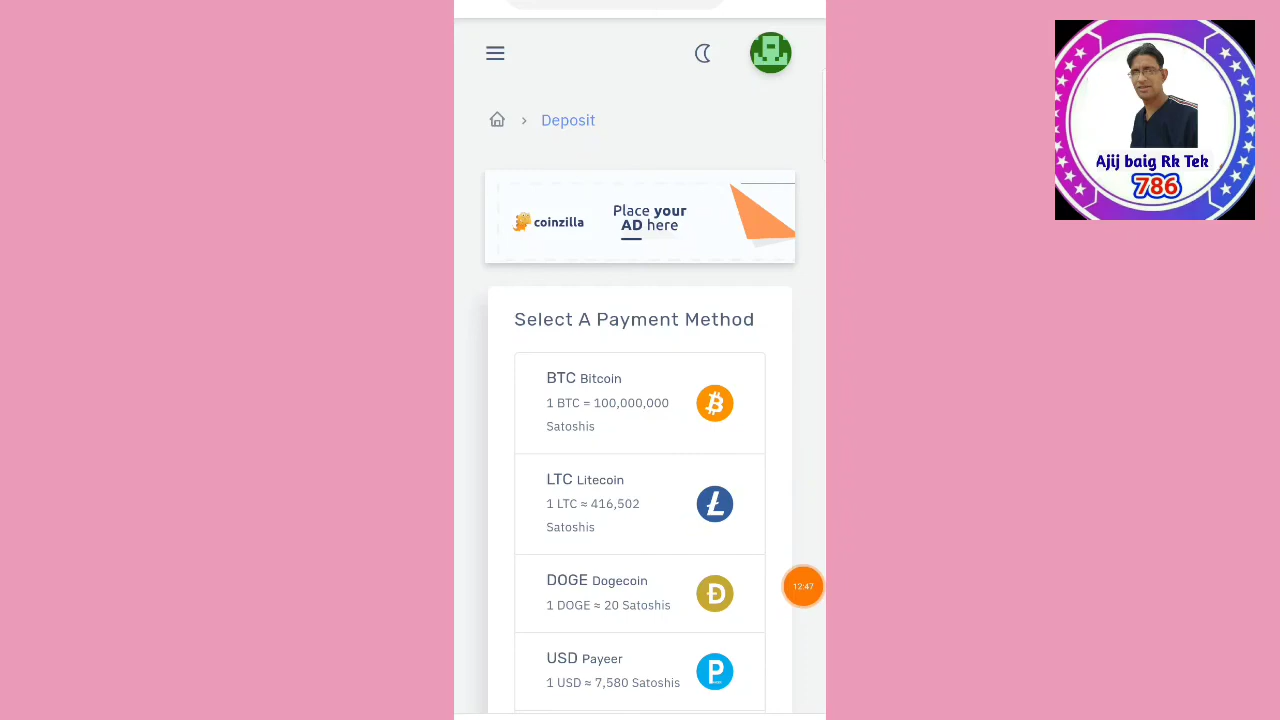 Deposit
coinzilla
Place your
AD here
Select A Payment Method
BTC Bitcoin
1 BTC = 100,000,000
Satoshis
LTC Litecoin
1 LTC ≈ 416,502
Satoshis
DOGE Dogecoin
1 DOGE ≈ 20 Satoshis
12:47
USD Payeer
1 USD ≈ 7,580 Satoshis
Ajij baig Rk Tek
786